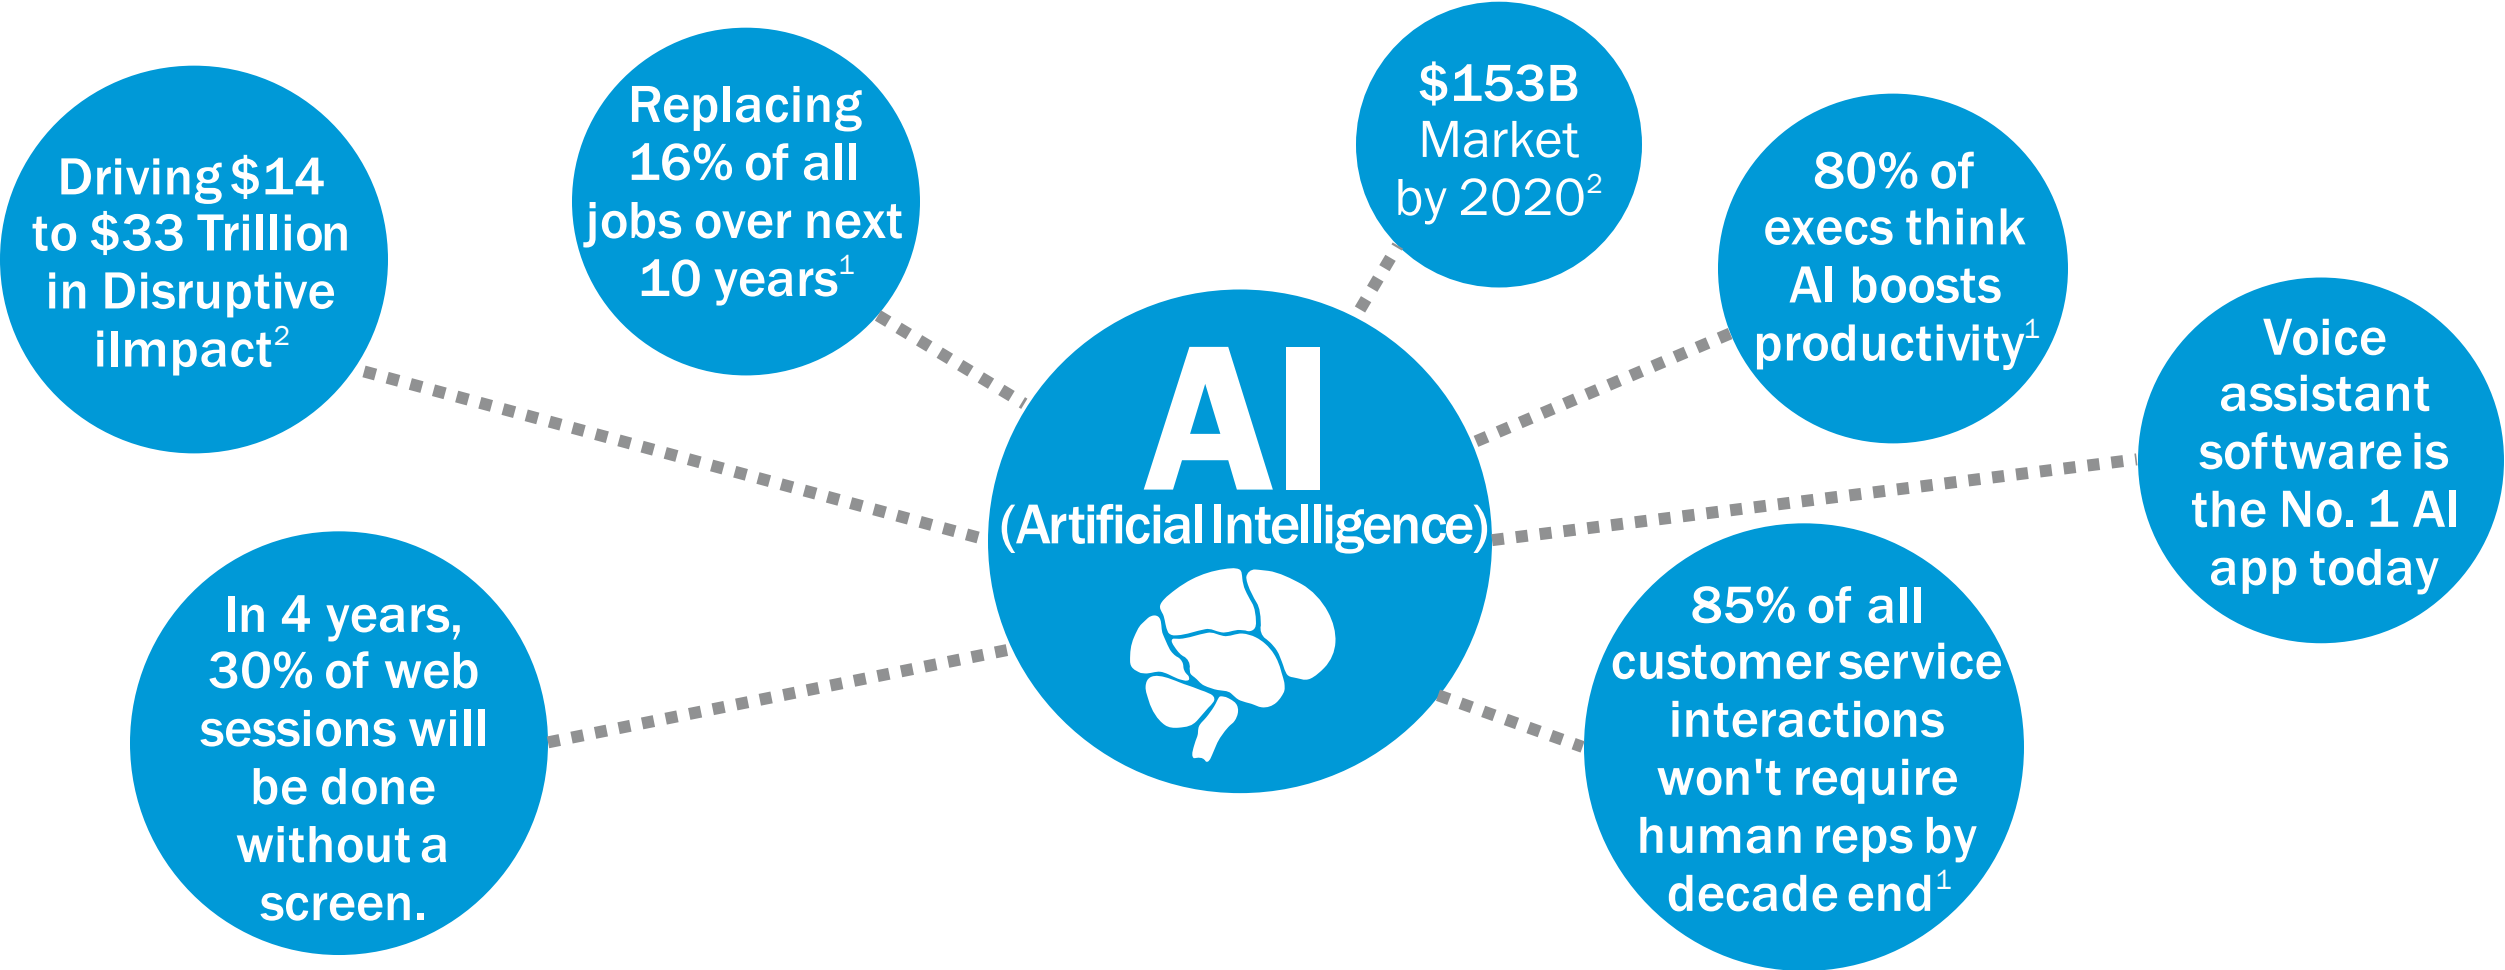 Driving $14
to $33 Trillion
in Disruptive
iImpact2
Replacing
16% of all
jobs over next
10 years1
$153B
Market
by 20202
80% of
execs think
AI boosts
productivity1
Voice
assistant
software is
the No. 1 AI
app today
AI
(Artificial Intelligence)
In 4 years,
30% of web
sessions will
be done
without a
screen.
85% of all
customer service
interactions
won't require
human reps by
decade end1